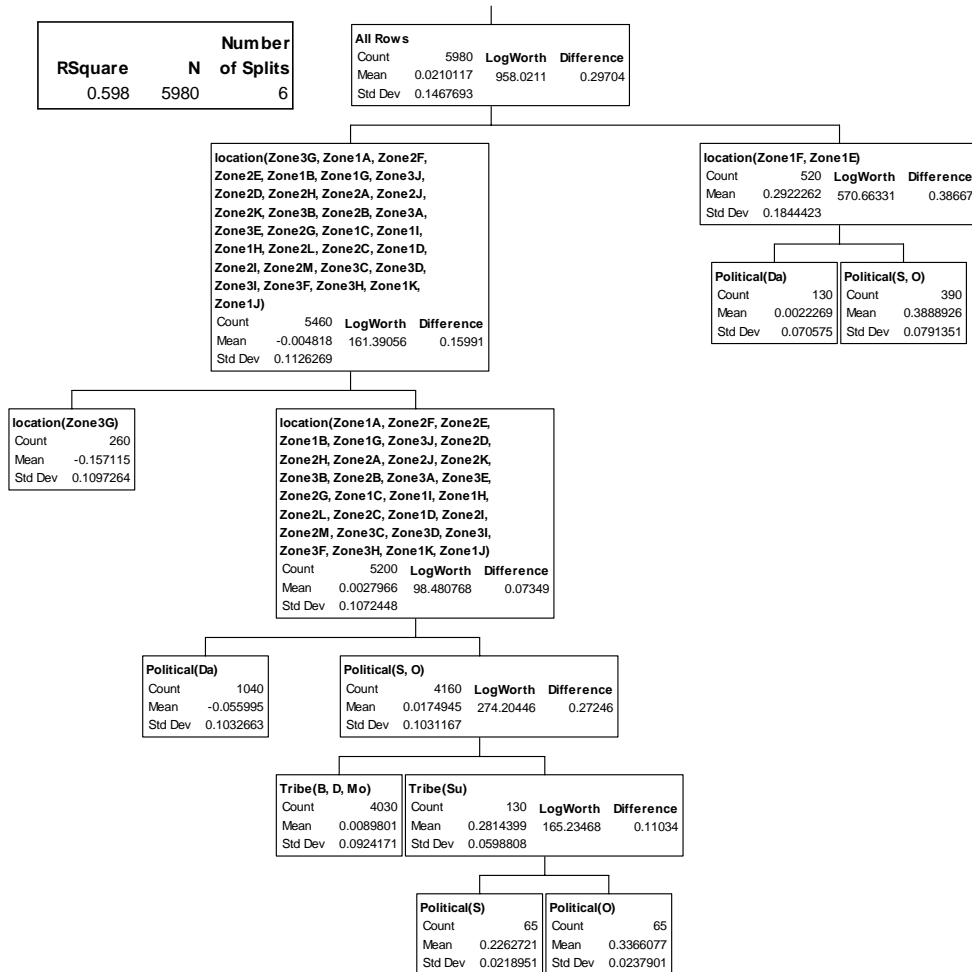 Number
RSquare N of Splits
0.598 5980 6
All Rows
Count 5980 LogWorth Difference
Mean 0.0210117 958.0211 0.29704
Std Dev 0.1467693
location(Zone3G, Zone1A, Zone2F,
Zone2E, Zone1B, Zone1G, Zone3J,
Zone2D, Zone2H, Zone2A, Zone2J,
Zone2K, Zone3B, Zone2B, Zone3A,
Zone3E, Zone2G, Zone1C, Zone1I,
Zone1H, Zone2L, Zone2C, Zone1D,
Zone2I, Zone2M, Zone3C, Zone3D,
Zone3I, Zone3F, Zone3H, Zone1K,
Zone1J)
Count 5460 LogWorth Difference
Mean -0.004818 161.39056 0.15991
Std Dev 0.1126269
location(Zone1F, Zone1E)
Count 520 LogWorth Difference
Mean 0.2922262 570.66331 0.38667
Std Dev 0.1844423
Political(Da)
Count 130
Mean 0.0022269
Std Dev 0.070575
Political(S, O)
Count 390
Mean 0.3888926
Std Dev 0.0791351
location(Zone3G)
Count 260
Mean -0.157115
Std Dev 0.1097264
location(Zone1A, Zone2F, Zone2E,
Zone1B, Zone1G, Zone3J, Zone2D,
Zone2H, Zone2A, Zone2J, Zone2K,
Zone3B, Zone2B, Zone3A, Zone3E,
Zone2G, Zone1C, Zone1I, Zone1H,
Zone2L, Zone2C, Zone1D, Zone2I,
Zone2M, Zone3C, Zone3D, Zone3I,
Zone3F, Zone3H, Zone1K, Zone1J)
Count 5200 LogWorth Difference
Mean 0.0027966 98.480768 0.07349
Std Dev 0.1072448
Political(Da)
Count 1040
Mean -0.055995
Std Dev 0.1032663
Political(S, O)
Count 4160 LogWorth Difference
Mean 0.0174945 274.20446 0.27246
Std Dev 0.1031167
Tribe(B, D, Mo)
Count 4030
Mean 0.0089801
Std Dev 0.0924171
Tribe(Su)
Count 130 LogWorth Difference
Mean 0.2814399 165.23468 0.11034
Std Dev 0.0598808
Political(S)
Count 65
Mean 0.2262721
Std Dev 0.0218951
Political(O)
Count 65
Mean 0.3366077
Std Dev 0.0237901